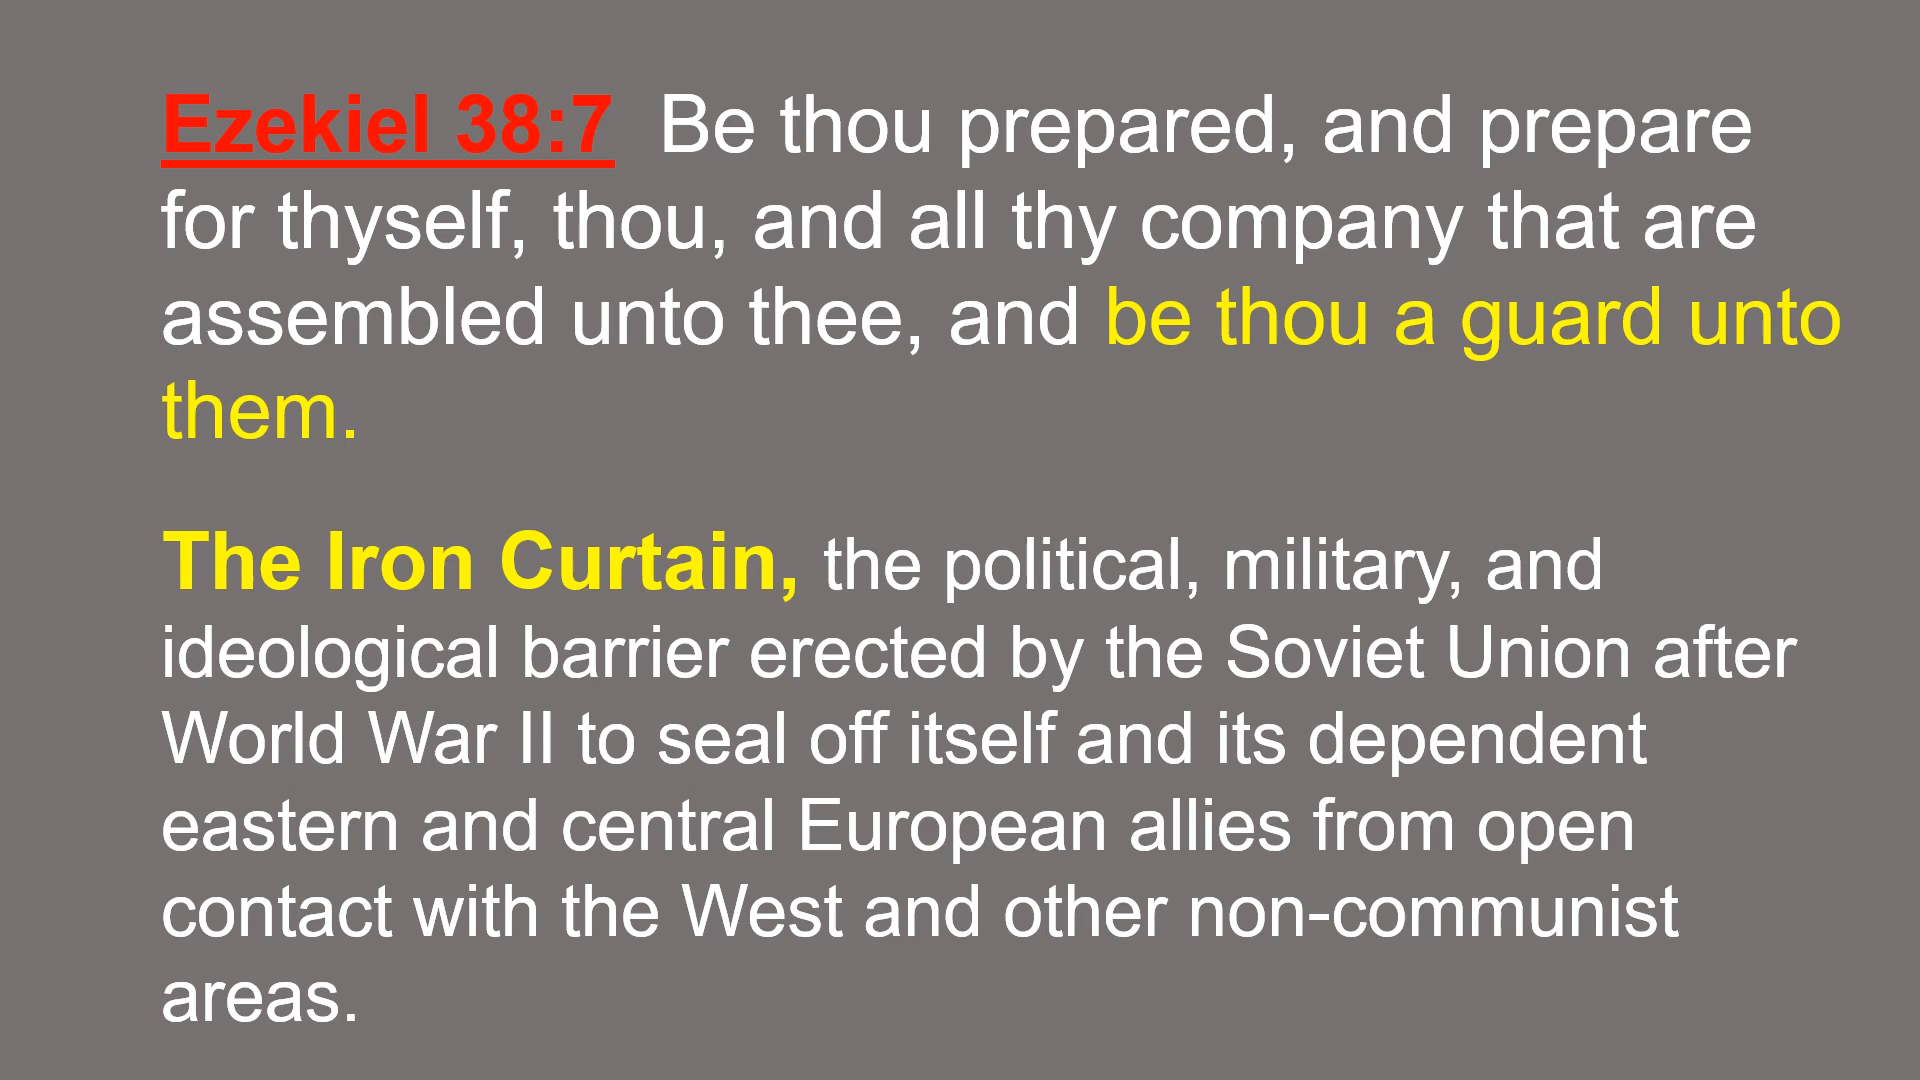 Ezekiel 38:7  Be thou prepared, and prepare
for thyself, thou, and all thy company that are
assembled unto thee, and be thou a guard unto
them.
The Iron Curtain, the political, military, and
ideological barrier erected by the Soviet Union after
World War II to seal off itself and its dependent
eastern and central European allies from open
contact with the West and other non-communist
areas.